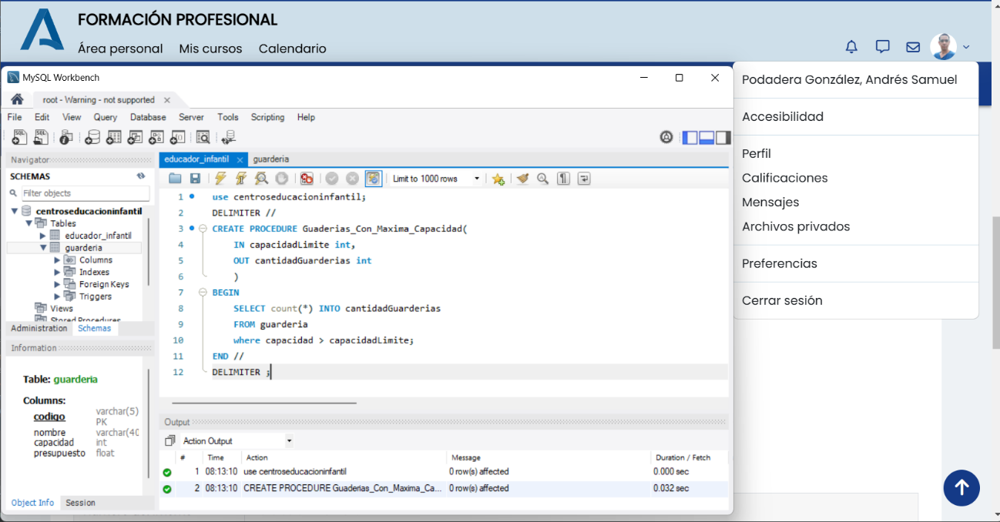 FORMACIÓN PROFESIONAL
Área personal Mis cursos Calendario
MySQL Workbench
root - Warning - not supported
File Edit View Query Database Server Tools Scripting Help
Navigator
SCHEMAS
Filter objects
centroseducacioninfantil
Tables
educador_infantil
guarderia
Columns
Indexes
Foreign Keys
Triggers
Views
Stored Procedures
Administration Schemas
Information
Table: guarderia
Columns:
codigo varchar(5) PK
nombre varchar(40
capacidad int
presupuesto float
Object Info Session
educador_infantil guarderia
Limit to 1000 rows
1 use centroseducacioninfantil;
2 DELIMITER //
3 CREATE PROCEDURE Guaderias_Con_Maxima_Capacidad(
4 IN capacidadLimite int,
5 OUT cantidadGuarderias int
6 )
7 BEGIN
8 SELECT count(*) INTO cantidadGuarderias
9 FROM guarderia
10 where capacidad > capacidadLimite;
11 END //
12 DELIMITER ;
Output
Action Output
# Time Action Message Duration / Fetch
1 08:13:10 use centroseducacioninfantil 0 row(s) affected 0.000 sec
2 08:13:10 CREATE PROCEDURE Guaderias_Con_Maxima_Ca... 0 row(s) affected 0.032 sec
Podadera González, Andrés Samuel
Accesibilidad
Perfil
Calificaciones
Mensajes
Archivos privados
Preferencias
Cerrar sesión